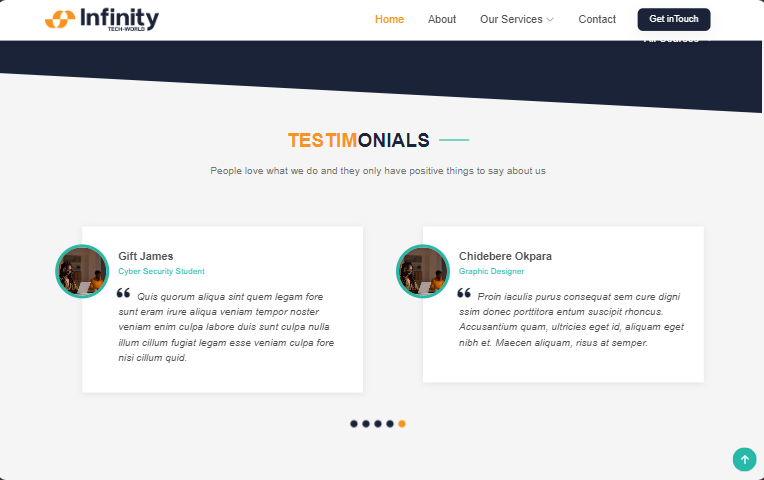 Infinity
TECH-WORLD
Home
About
Our Services
Contact
Get inTouch
TESTIMONIALS
People love what we do and they only have positive things to say about us
Gift James
Cyber Security Student
Quis quorum aliqua sint quem legam fore
sunt eram irure aliqua veniam tempor noster
veniam enim culpa labore duis sunt culpa nulla
illum cillum fugiat legam esse veniam culpa fore
nisi cillum quid.
Chidebere Okpara
Graphic Designer
Proin iaculis purus consequat sem cure digni
ssim donec porttitora entum suscipit rhoncus.
Accusantium quam, ultricies eget id, aliquam eget
nibh et. Maecen aliquam, risus at semper.